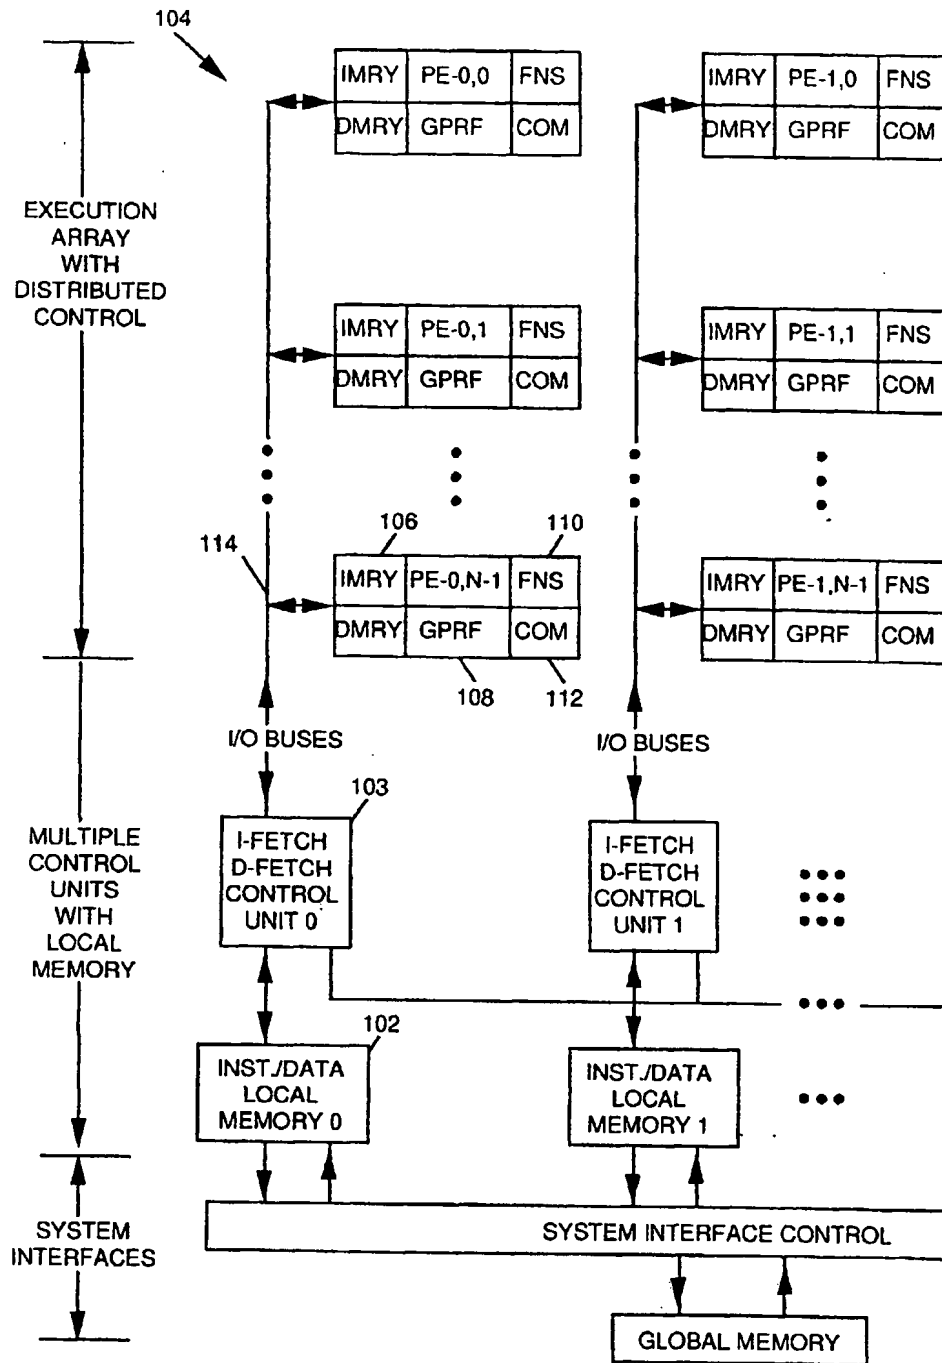 104
IMRY PE-0,0 FNS
DMRY GPRF COM
IMRY PE-1,0 FNS
DMRY GPRF COM
EXECUTION
ARRAY
WITH
DISTRIBUTED
CONTROL
IMRY PE-0,1 FNS
DMRY GPRF COM
IMRY PE-1,1 FNS
DMRY GPRF COM
114
106
110
IMRY PE-0,N-1 FNS
DMRY GPRF COM
108
112
IMRY PE-1,N-1 FNS
DMRY GPRF COM
I/O BUSES
I/O BUSES
MULTIPLE
CONTROL
UNITS
WITH
LOCAL
MEMORY
103
I-FETCH
D-FETCH
CONTROL
UNIT 0
I-FETCH
D-FETCH
CONTROL
UNIT 1
102
INST./DATA
LOCAL
MEMORY 0
INST./DATA
LOCAL
MEMORY 1
SYSTEM
INTERFACES
SYSTEM INTERFACE CONTROL
GLOBAL MEMORY